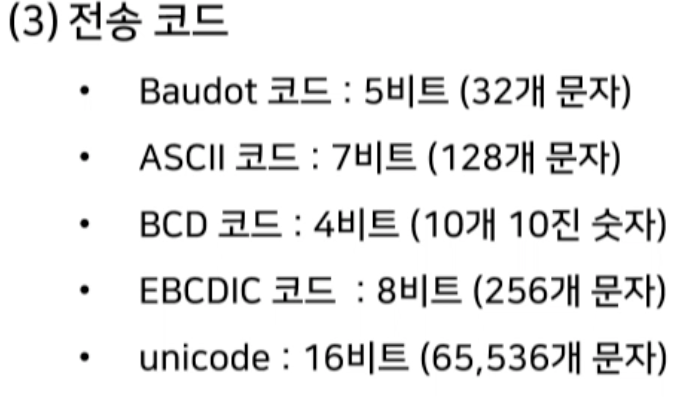 (3) 전송 코드
• Baudot 코드 : 5비트 (32개 문자)
• ASCII 코드 : 7비트 (128개 문자)
• BCD 코드 : 4비트 (10개 10진 숫자)
• EBCDIC 코드 : 8비트 (256개 문자)
• unicode : 16비트 (65,536개 문자)